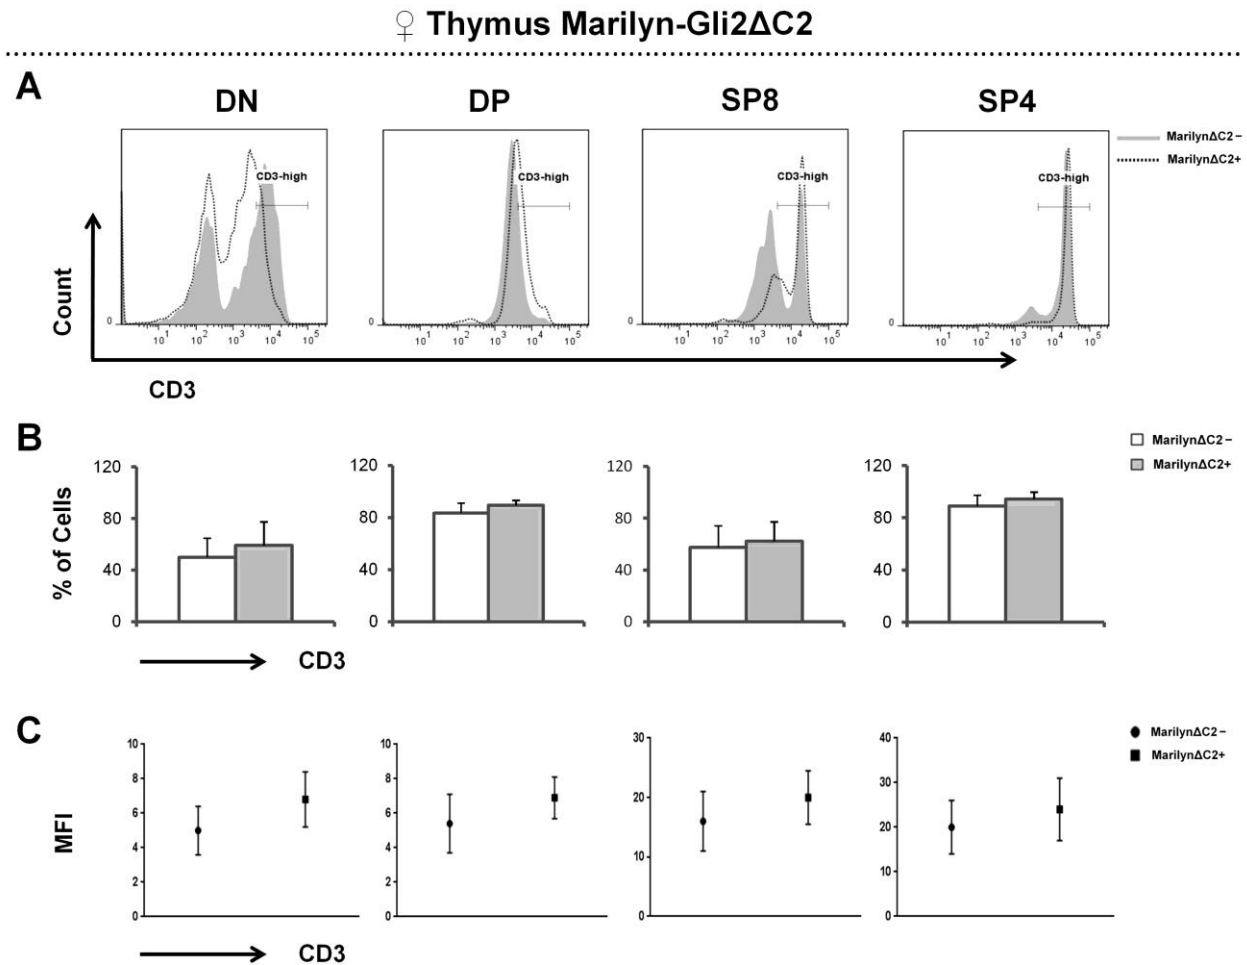 ♀ Thymus Marilyn-Gli2ΔC2
A
DN
DP
SP8
SP4
MarilynΔC2−
MarilynΔC2+
CD3-high
CD3-high
CD3-high
CD3-high
Count
0
0
0
0
10¹ 10² 10³ 10⁴ 10⁵
10¹ 10² 10³ 10⁴ 10⁵
10¹ 10² 10³ 10⁴ 10⁵
10¹ 10² 10³ 10⁴ 10⁵
CD3
B
MarilynΔC2−
MarilynΔC2+
% of Cells
120
80
40
0
120
80
40
0
120
80
40
0
120
80
40
0
CD3
C
MarilynΔC2−
MarilynΔC2+
MFI
10
8
6
4
2
0
10
8
6
4
2
0
30
20
10
0
40
30
20
10
0
CD3